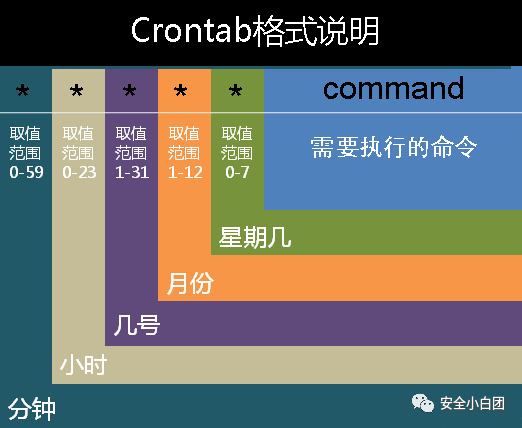 Crontab格式说明
* * * * * command
取值
范围
0-59
取值
范围
0-23
取值
范围
1-31
取值
范围
1-12
取值
范围
0-7
需要执行的命令
星期几
月份
几号
小时
分钟
安全小白团